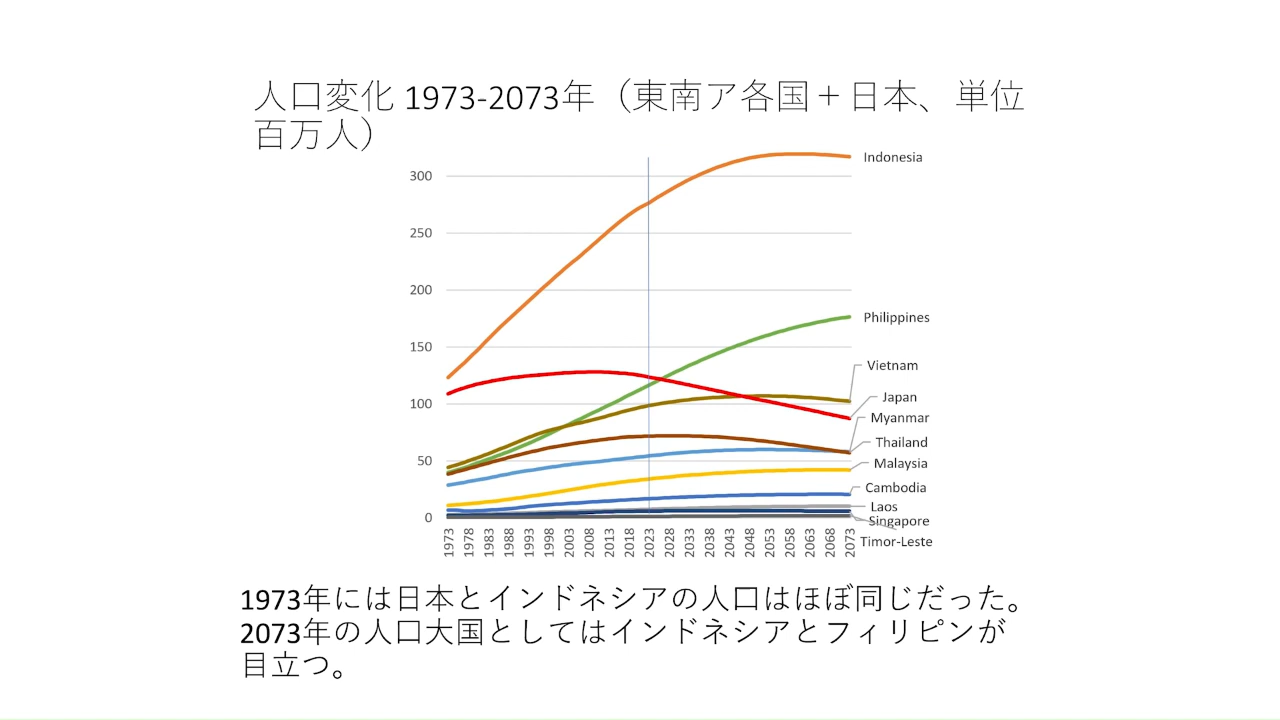 人口変化 1973-2073年（東南ア各国＋日本、単位
百万人）
300
250
200
150
100
50
0
Indonesia
Philippines
Vietnam
Japan
Myanmar
Thailand
Malaysia
Cambodia
Laos
Singapore
Timor-Leste
1973
1978
1983
1988
1993
1998
2003
2008
2013
2018
2023
2028
2033
2038
2043
2048
2053
2058
2063
2068
2073
1973年には日本とインドネシアの人口はほぼ同じだった。
2073年の人口大国としてはインドネシアとフィリピンが
目立つ。